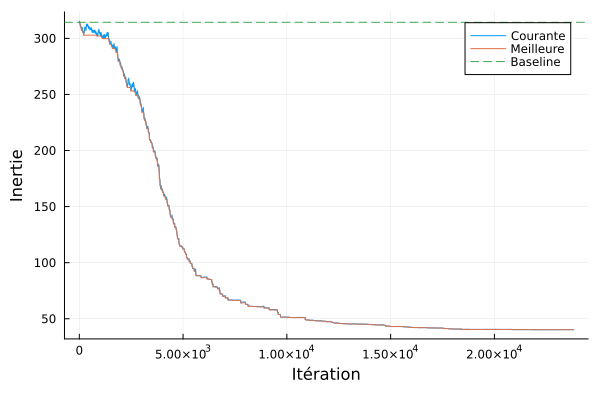 Courante
Meilleure
Baseline
300
250
200
150
100
50
Inertie
0
5.00×10³
1.00×10⁴
1.50×10⁴
2.00×10⁴
Itération